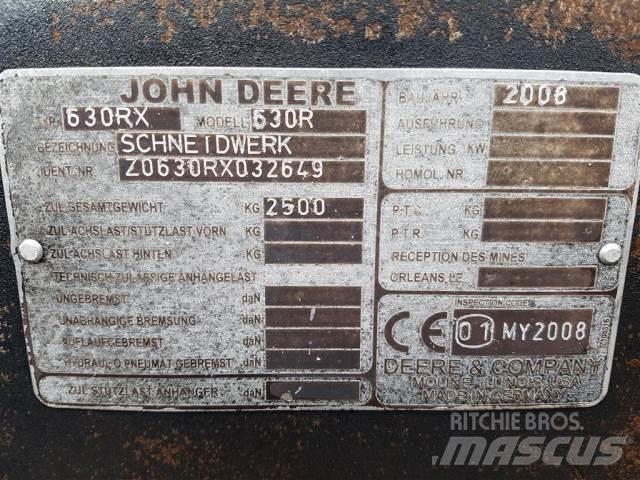 JOHN DEERE
TYP 630RX MODELL 630R
BEZEICHNUNG SCHNEIDWERK
IDENT. NR Z0630RX032649
ZUL GESAMTGEWICHT KG 2500
ZUL ACHSLAST/STÜTZLAST VORN KG
ZUL ACHSLAST HINTEN KG
TECHNISCH ZULÄSSIGE ANHÄNGELAST
UNGEBREMST daN
UNABHÄNGIGE BREMSUNG daN
AUFLAUFGEBREMST daN
HYDRAUL. O PNEUMAT GEBREMST daN
ZUL STÜTZLAST ANHÄNGER daN
BAUJAHR 2008
AUSFÜHRUNG
LEISTUNG KW
HOMOL. NR
P.T. KG
P.T.R. KG
RECEPTION DES MINES
ORLEANS, LE
INSPECTION CODES
CE 01 MY2008
DEERE & COMPANY
MOLINE, ILLINOIS, USA
MADE IN GERMANY
RITCHIE BROS.
MASCUS